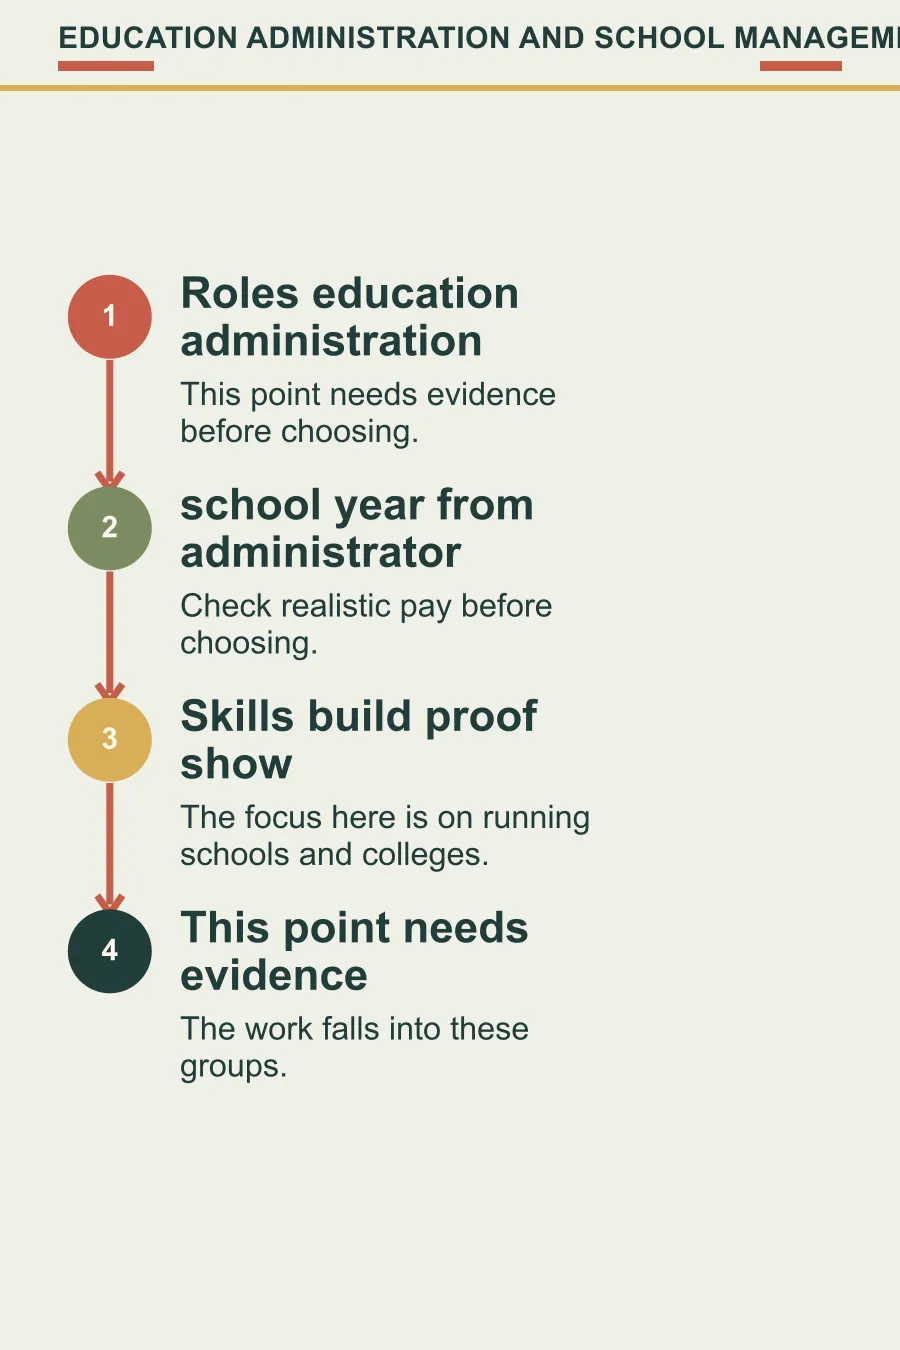 EDUCATION ADMINISTRATION AND SCHOOL MANAGEM
1
Roles education
administration
This point needs evidence
before choosing.
2
school year from
administrator
Check realistic pay before
choosing.
3
Skills build proof
show
The focus here is on running
schools and colleges.
4
This point needs
evidence
The work falls into these
groups.